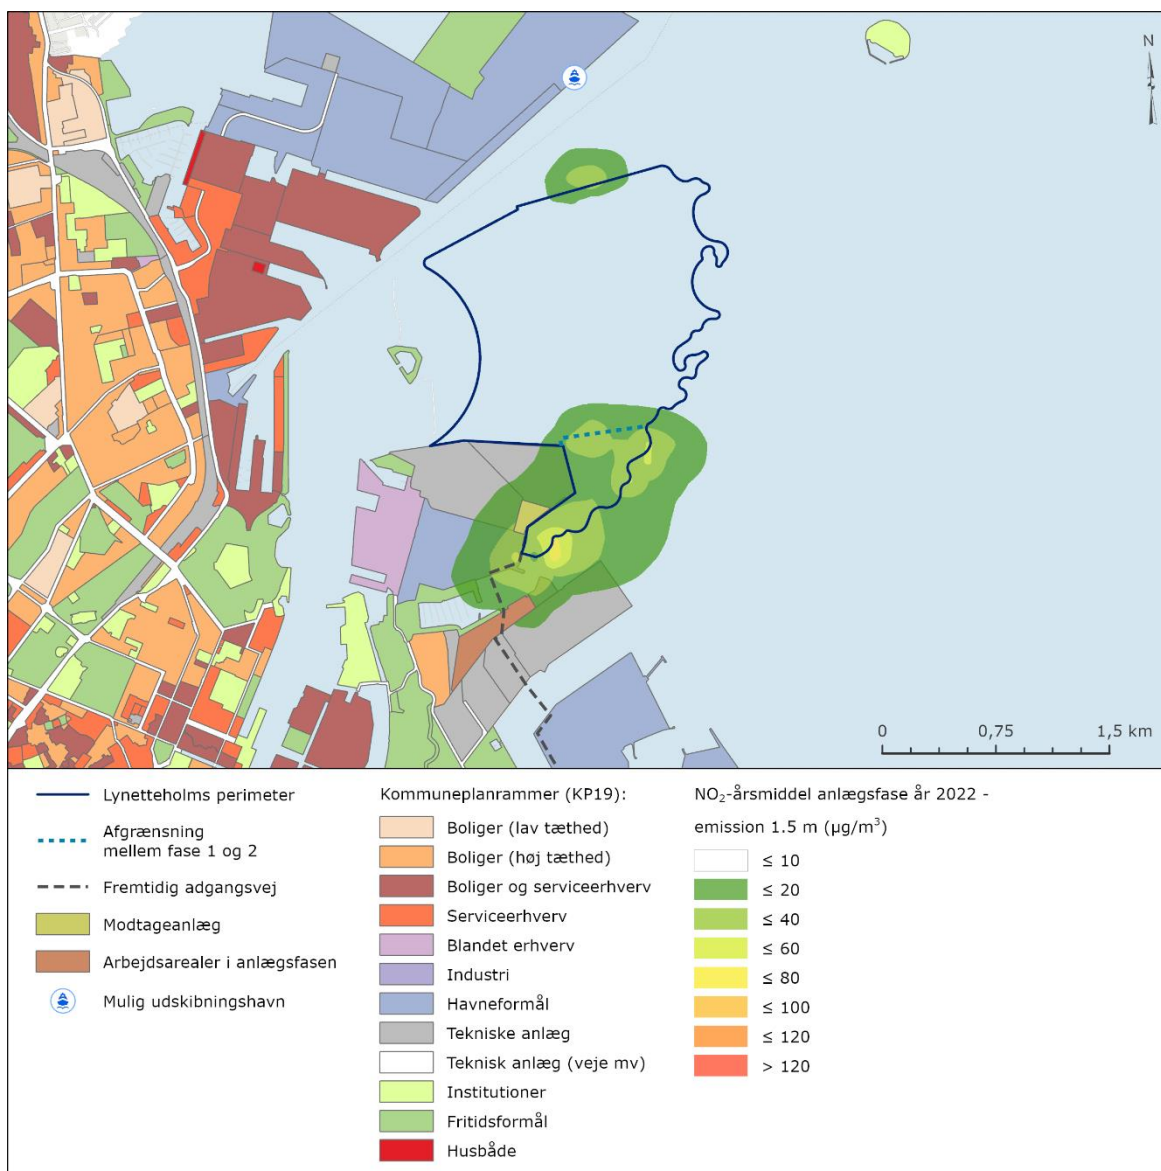 N
0 0,75 1,5 km
Lynetteholms perimeter
Afgrænsning
mellem fase 1 og 2
Fremtidig adgangsvej
Modtageanlæg
Arbejdsarealer i anlægsfasen
Mulig udskibningshavn
Kommuneplanrammer (KP19):
Boliger (lav tæthed)
Boliger (høj tæthed)
Boliger og serviceerhverv
Serviceerhverv
Blandet erhverv
Industri
Havneformål
Tekniske anlæg
Teknisk anlæg (veje mv)
Institutioner
Fritidsformål
Husbåde
NO₂-årsmiddel anlægsfase år 2022 -
emission 1.5 m (µg/m³)
≤ 10
≤ 20
≤ 40
≤ 60
≤ 80
≤ 100
≤ 120
> 120